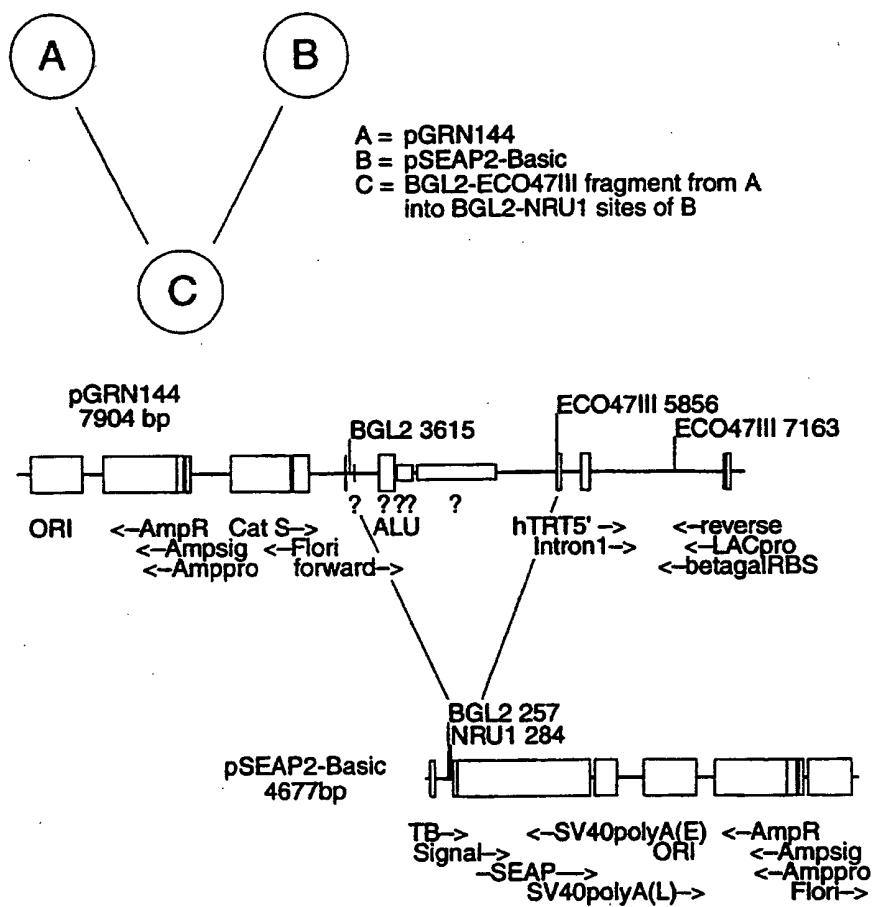 A
B
A = pGRN144
B = pSEAP2-Basic
C = BGL2-ECO47III fragment from A
into BGL2-NRU1 sites of B
C
pGRN144
7904 bp
BGL2 3615
ECO47III 5856
ECO47III 7163
? ?? ?
?
ORI
<--AmpR
Cat S-->
ALU
hTRT5' -->
<--reverse
<--Ampsig
<--Flori
Intron1-->
<--LACpro
<--Amppro
forward-->
<--betagalRBS
BGL2 257
NRU1 284
pSEAP2-Basic
4677bp
TB-->
<--SV40polyA(E)
<--AmpR
Signal-->
ORI
<--Ampsig
--SEAP-->
<--Amppro
SV40polyA(L)-->
Flori-->